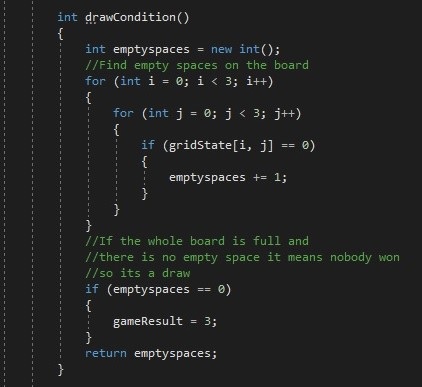 int drawCondition()
{
int emptyspaces = new int();
//Find empty spaces on the board
for (int i = 0; i < 3; i++)
{
for (int j = 0; j < 3; j++)
{
if (gridState[i, j] == 0)
{
emptyspaces += 1;
}
}
}
//If the whole board is full and
//there is no empty space it means nobody won
//so its a draw
if (emptyspaces == 0)
{
gameResult = 3;
}
return emptyspaces;
}